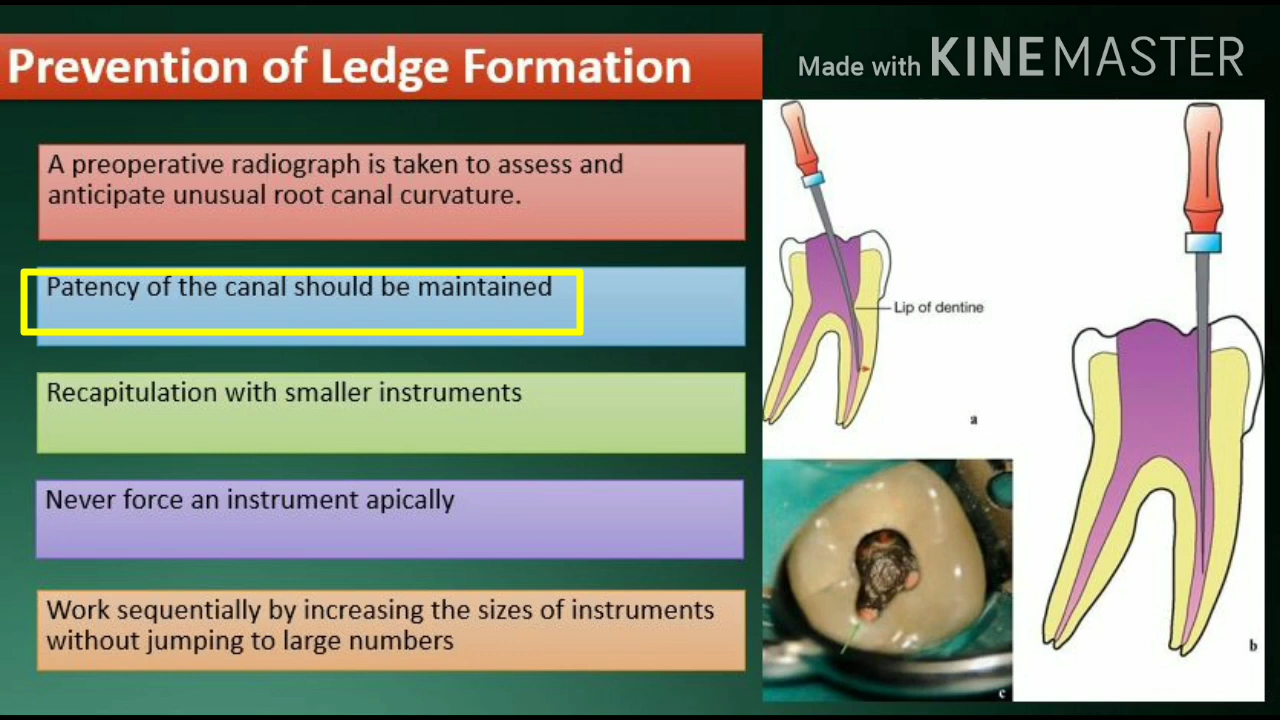 Prevention of Ledge Formation
Made with KINEMASTER
A preoperative radiograph is taken to assess and
anticipate unusual root canal curvature.
Patency of the canal should be maintained
Recapitulation with smaller instruments
Never force an instrument apically
Work sequentially by increasing the sizes of instruments
without jumping to large numbers
Lip of dentine
a
b
c